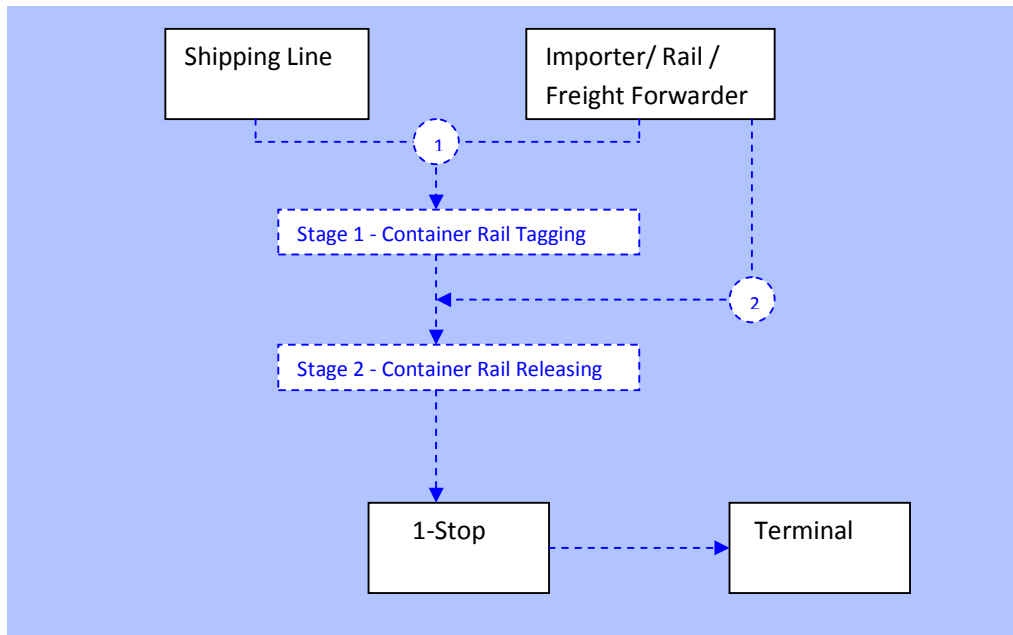 Shipping Line
Importer/ Rail /
Freight Forwarder
1
Stage 1 - Container Rail Tagging
2
Stage 2 - Container Rail Releasing
1-Stop
Terminal